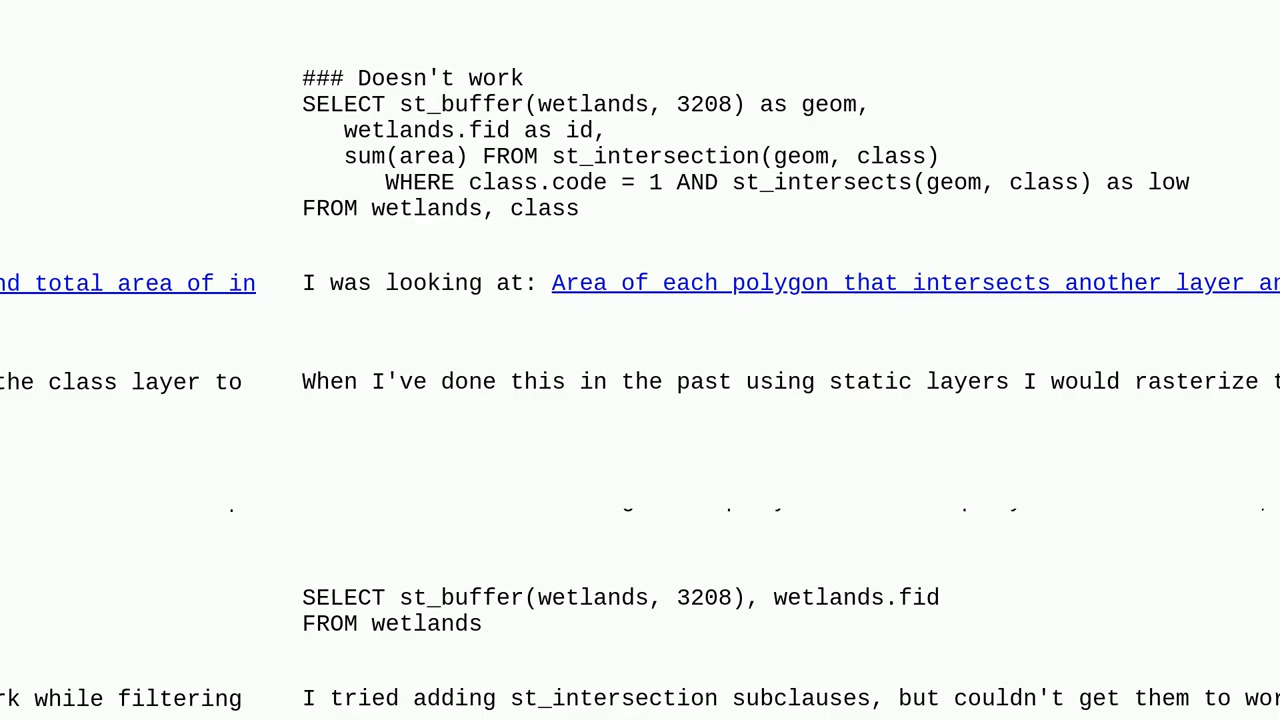 ### Doesn't work
SELECT st_buffer(wetlands, 3208) as geom,
   wetlands.fid as id,
   sum(area) FROM st_intersection(geom, class)
      WHERE class.code = 1 AND st_intersects(geom, class) as low
FROM wetlands, class
nd total area of in
I was looking at: Area of each polygon that intersects another layer an
the class layer to
When I've done this in the past using static layers I would rasterize t
SELECT st_buffer(wetlands, 3208), wetlands.fid
FROM wetlands
rk while filtering
I tried adding st_intersection subclauses, but couldn't get them to wor